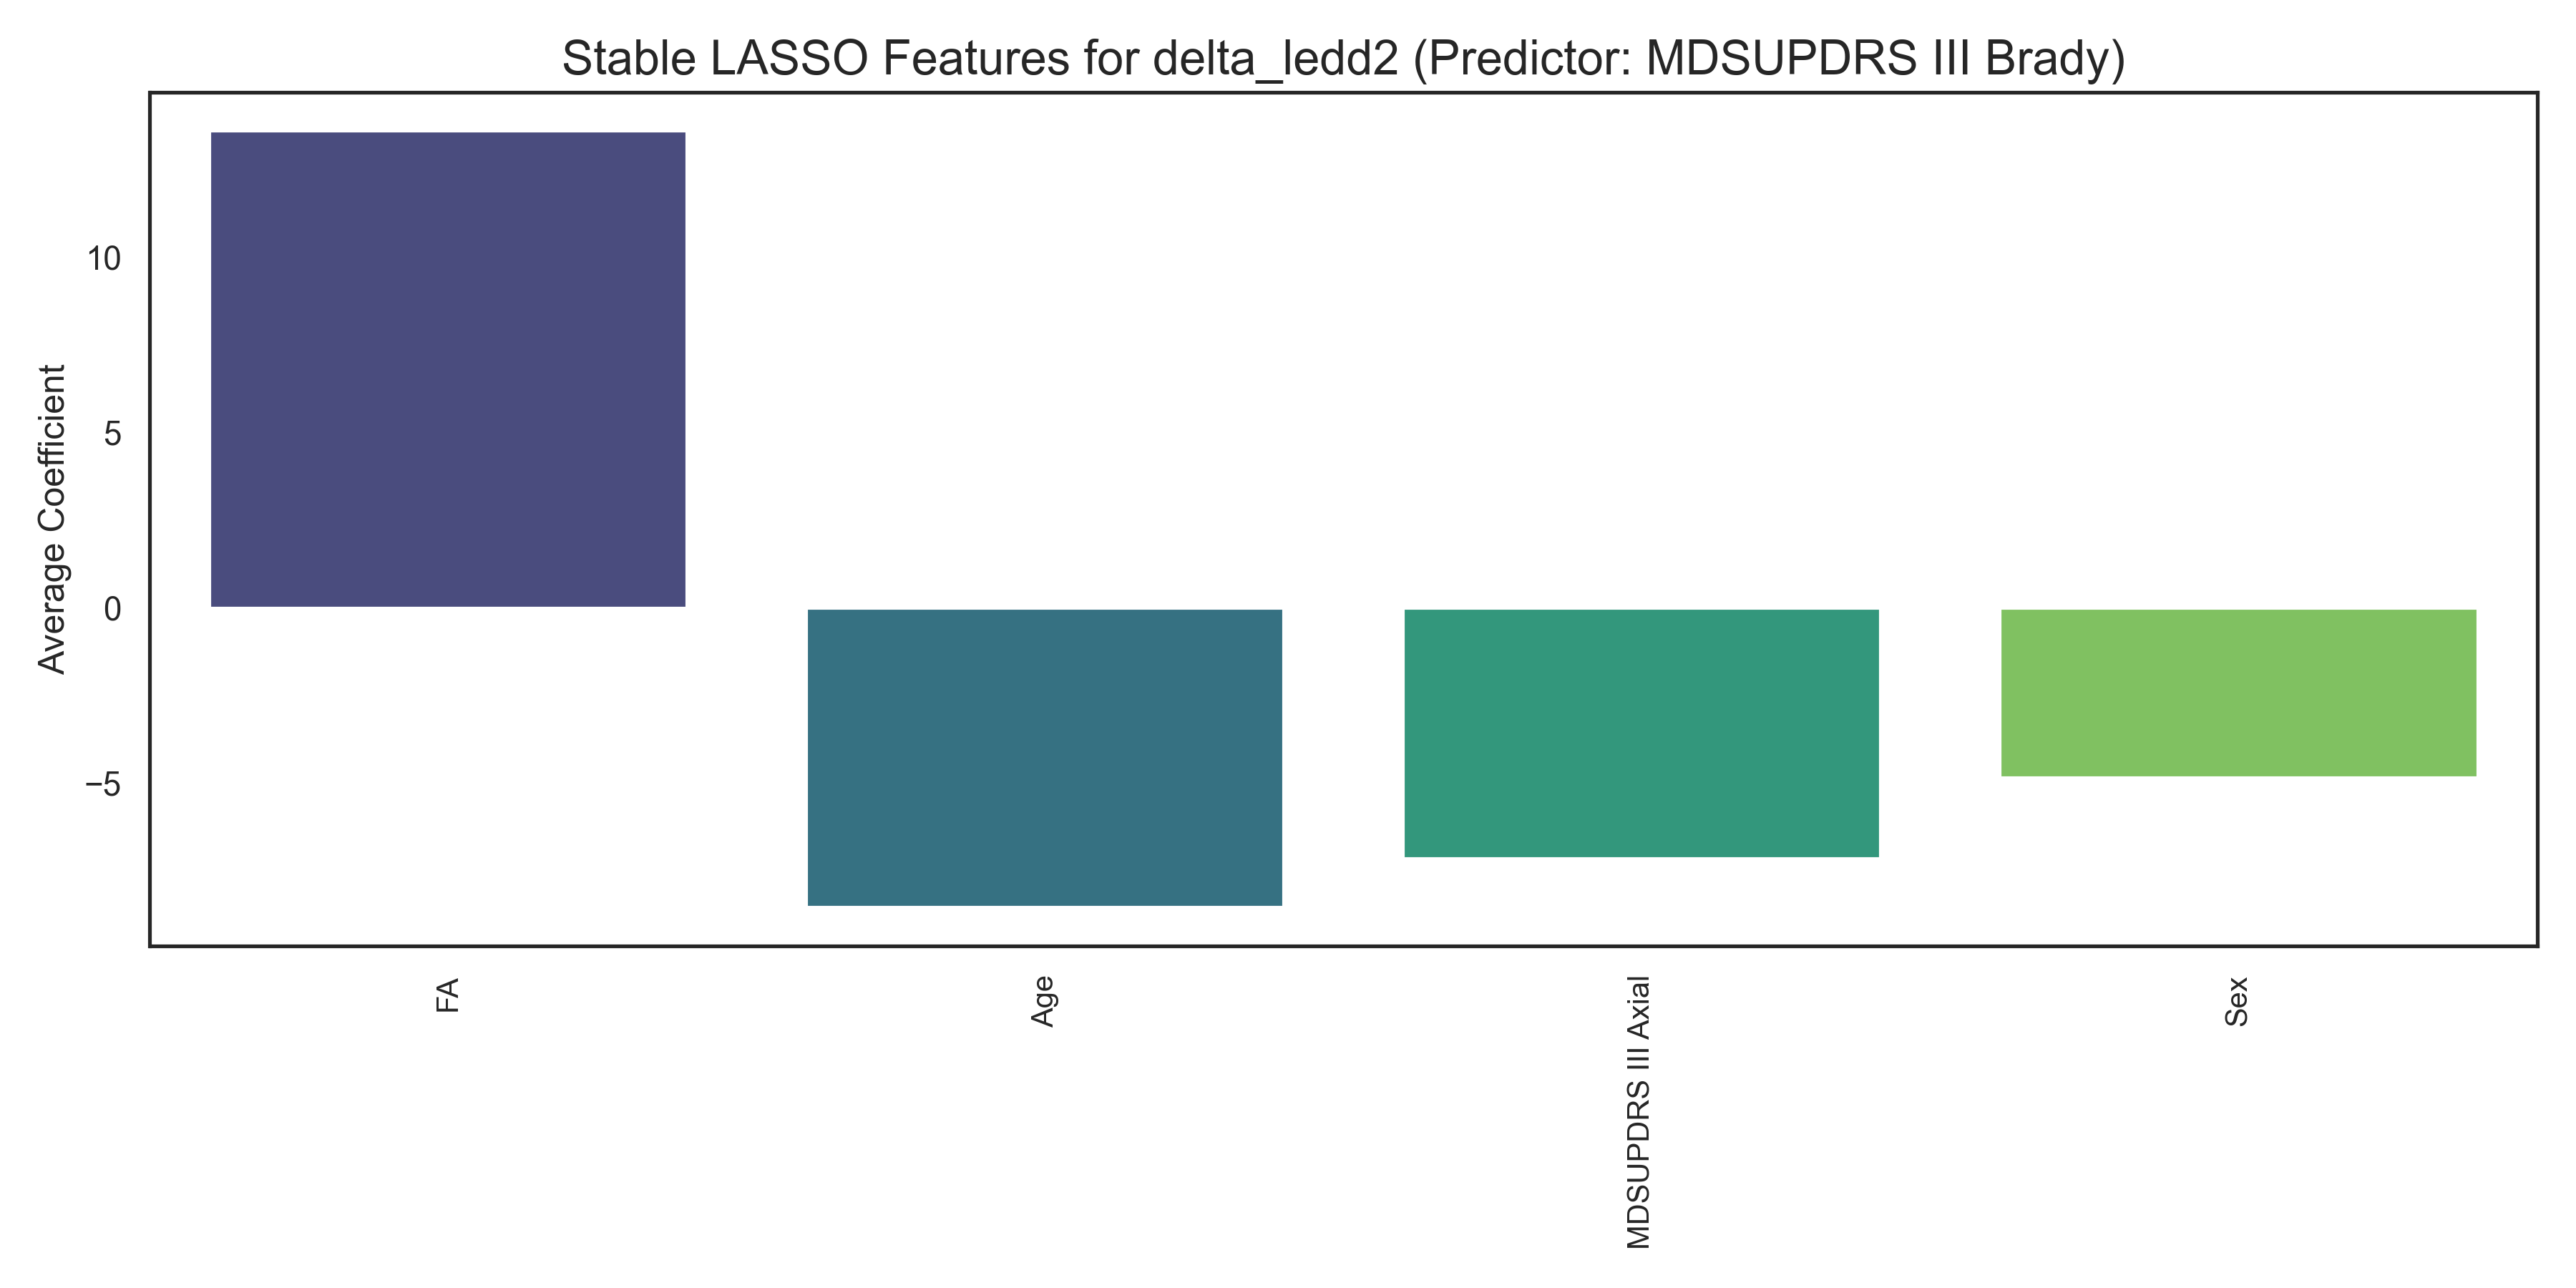 Stable LASSO Features for delta_ledd2 (Predictor: MDSUPDRS III Brady)
Average Coefficient
10
5
0
−5
FA
Age
MDSUPDRS III Axial
Sex